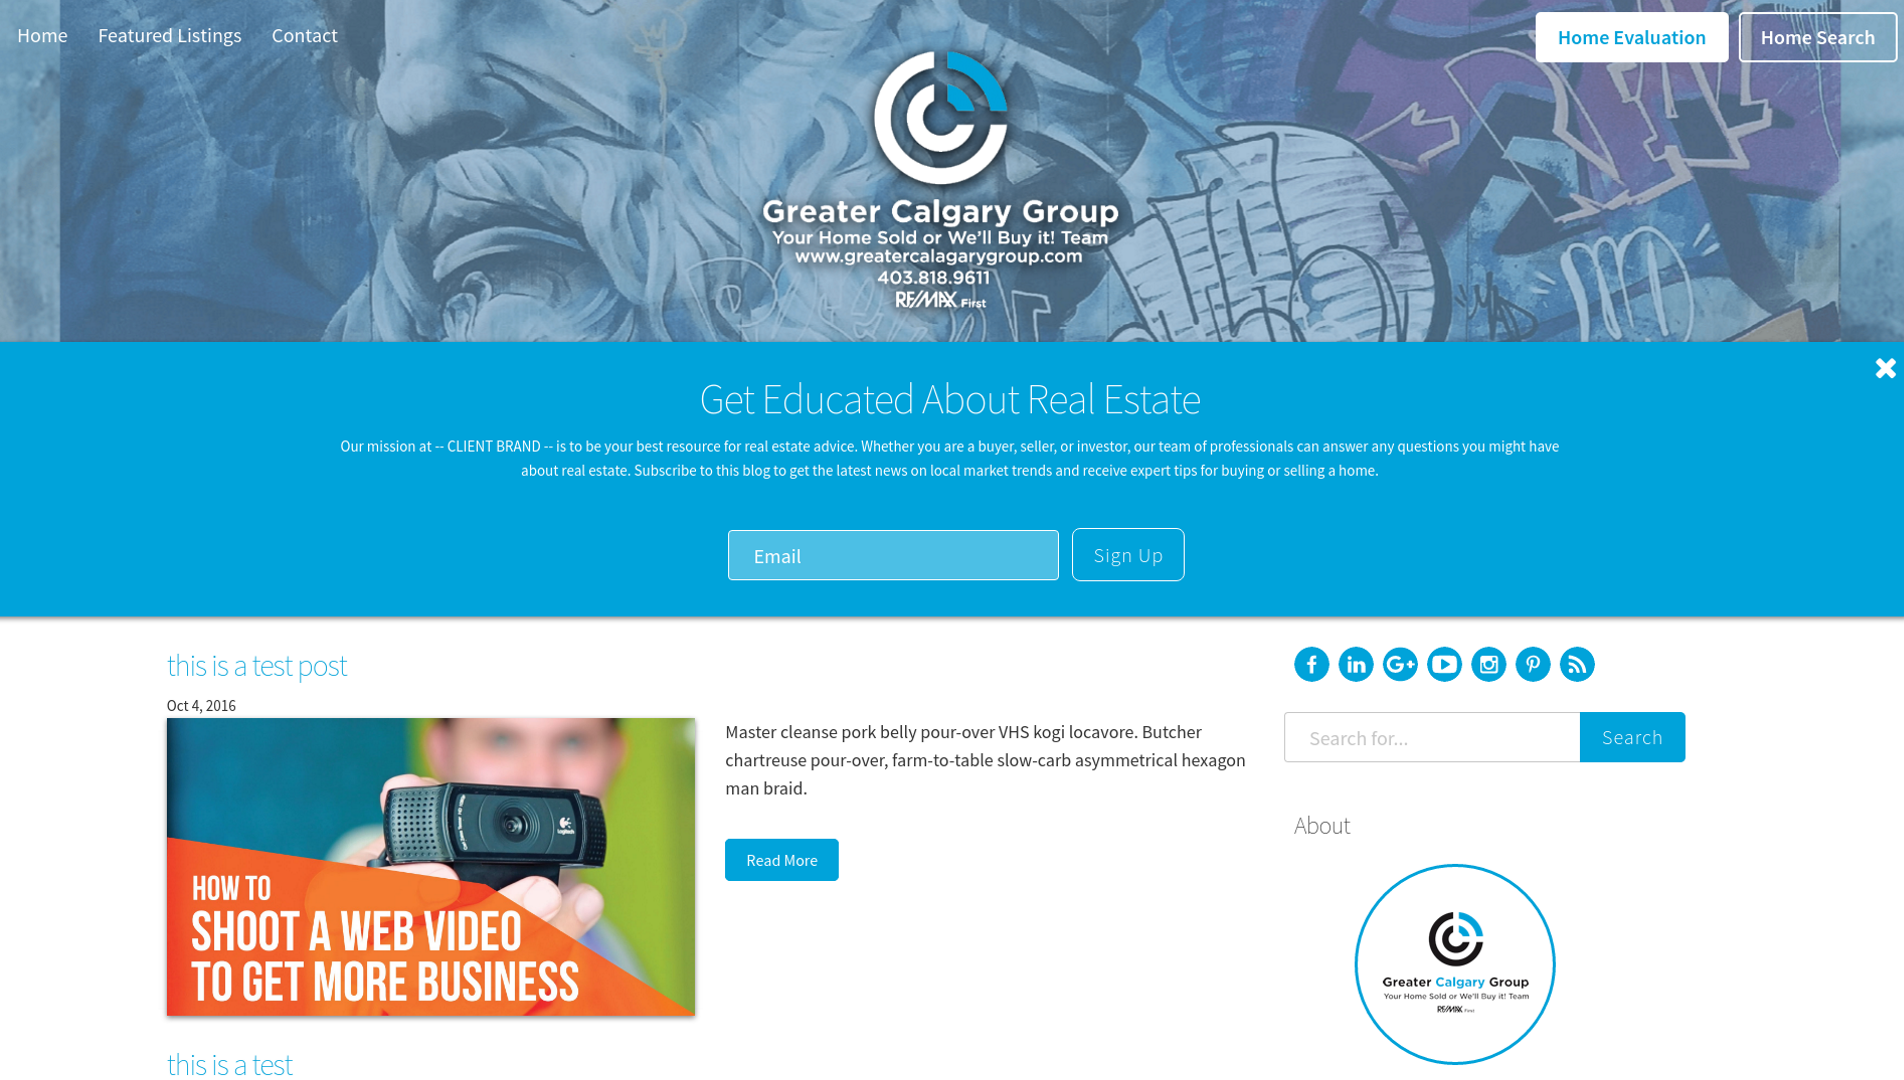 Home
Featured Listings
Contact
Home Evaluation
Home Search
Greater Calgary Group
Your Home Sold or We'll Buy it! Team
www.greatercalagarygroup.com
403.818.9611
RE/MAX First
Get Educated About Real Estate
Our mission at -- CLIENT BRAND -- is to be your best resource for real estate advice. Whether you are a buyer, seller, or investor, our team of professionals can answer any questions you might have
about real estate. Subscribe to this blog to get the latest news on local market trends and receive expert tips for buying or selling a home.
Email
Sign Up
this is a test post
Oct 4, 2016
Logitech
HOW TO
SHOOT A WEB VIDEO
TO GET MORE BUSINESS
Master cleanse pork belly pour-over VHS kogi locavore. Butcher
chartreuse pour-over, farm-to-table slow-carb asymmetrical hexagon
man braid.
Read More
this is a test
Search for...
Search
About
Greater Calgary Group
Your Home Sold or We'll Buy it! Team
RE/MAX First